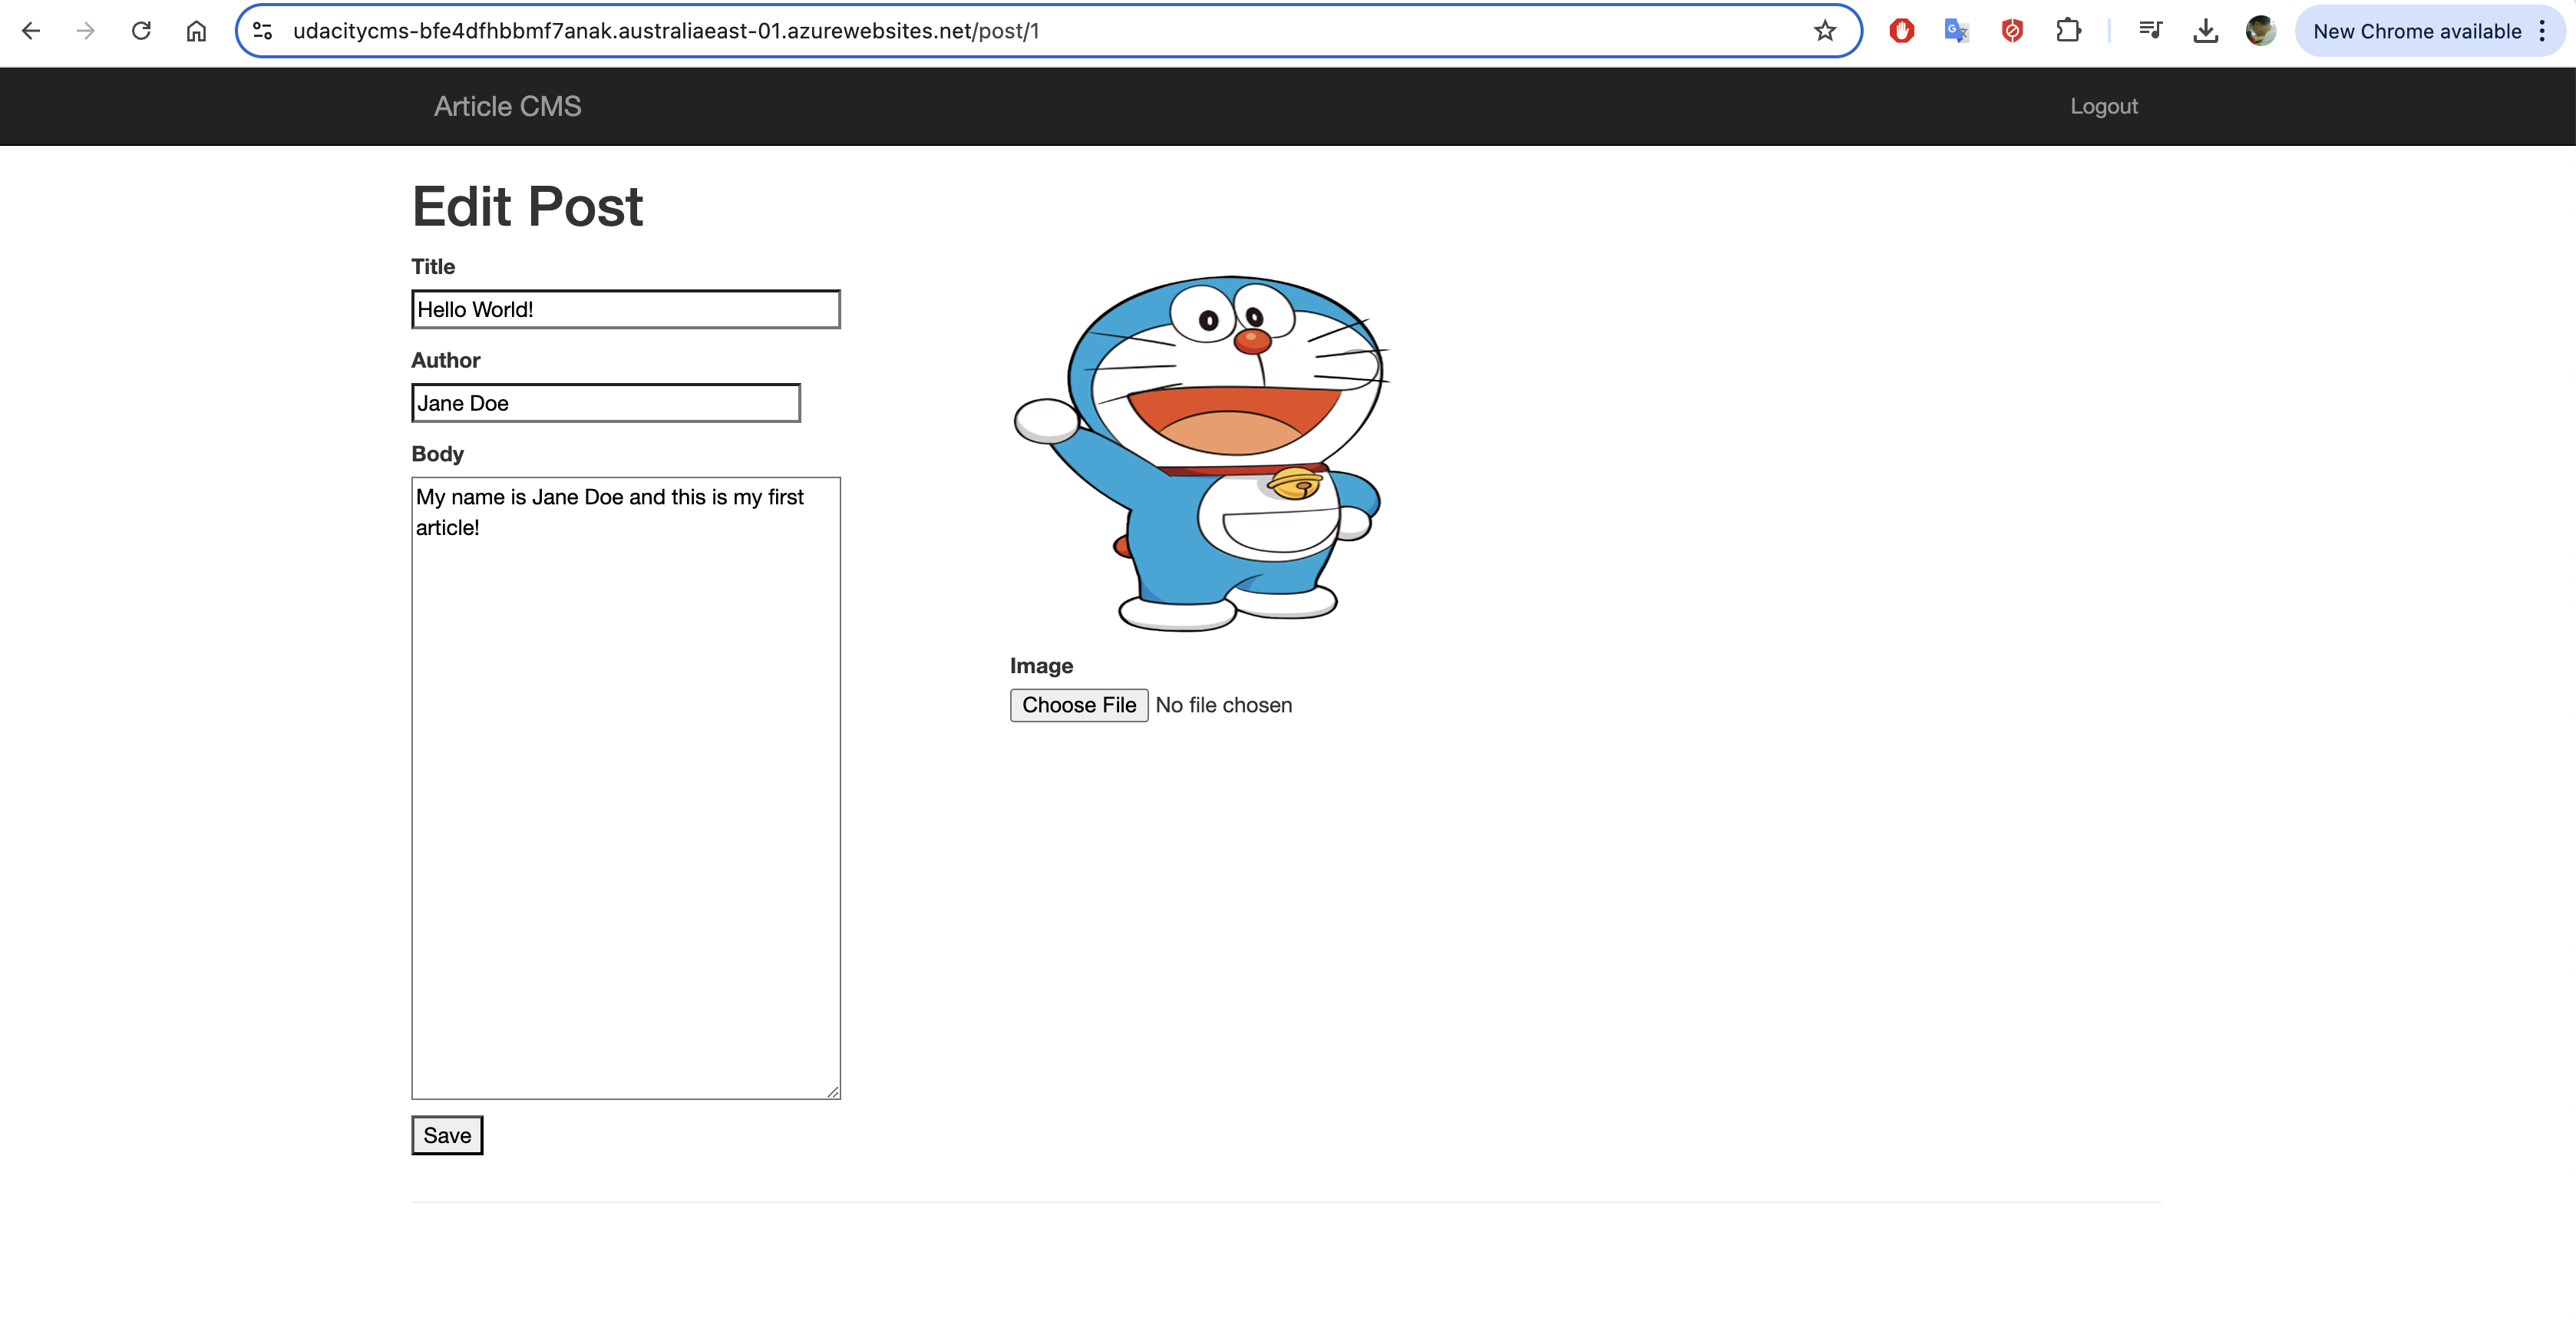 udacitycms-bfe4dfhbbmf7anak.australiaeast-01.azurewebsites.net/post/1
New Chrome available
Article CMS
Logout
Edit Post
Title
Hello World!
Author
Jane Doe
Body
My name is Jane Doe and this is my first
article!
Image
Choose File No file chosen
Save